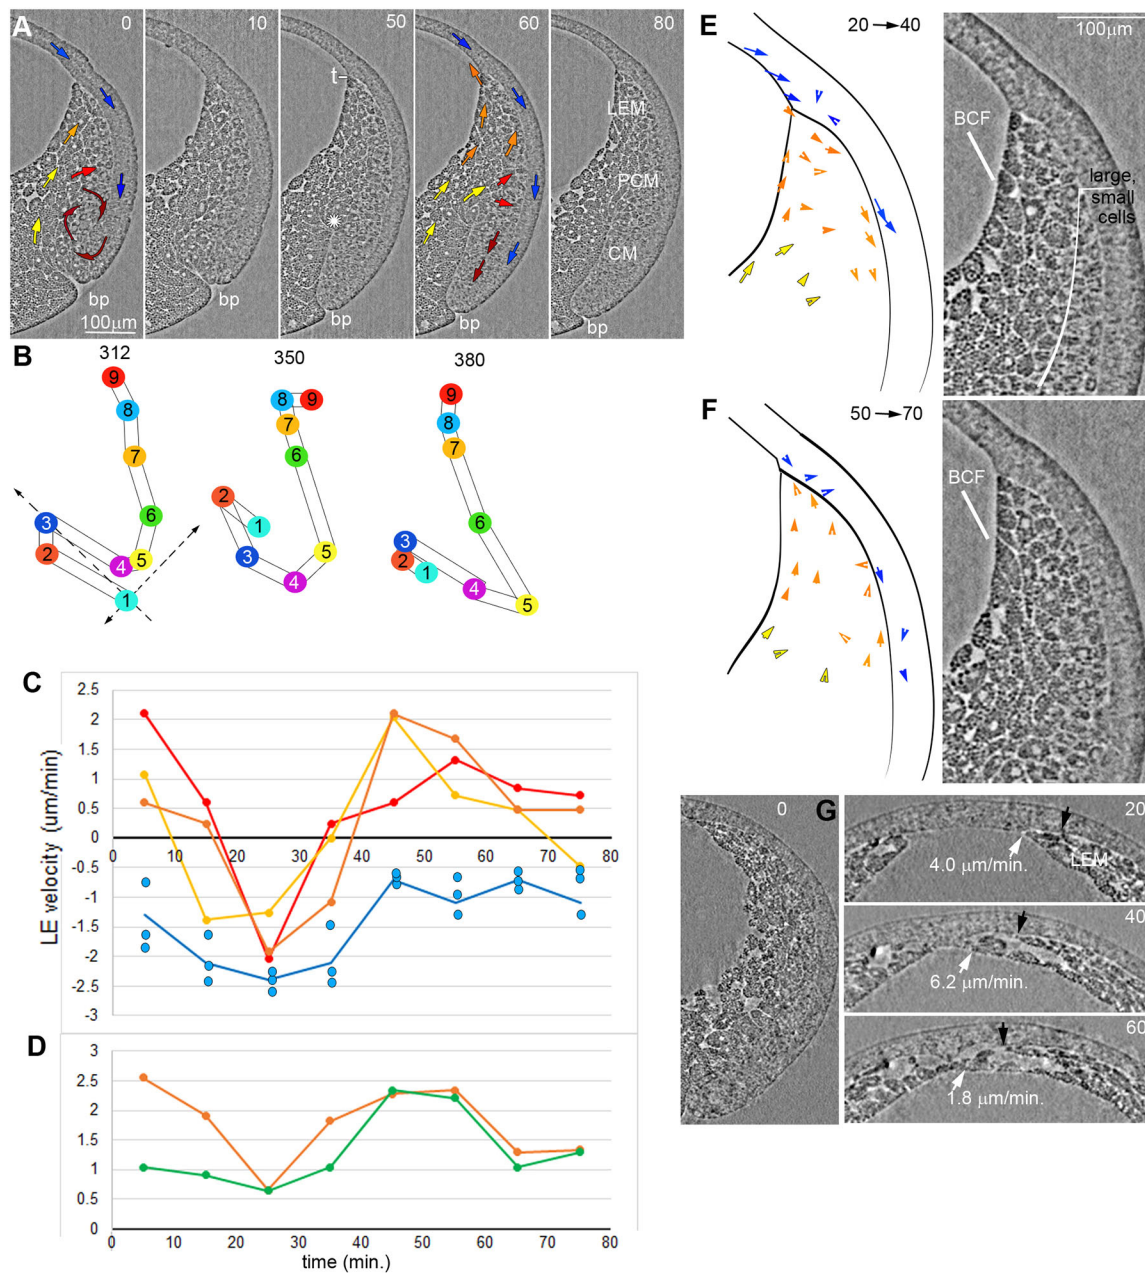 A
0
10
50
60
80
t
LEM
PCM
CM
bp
bp
bp
bp
bp
100µm
B
312
350
380
9
8
7
6
3
2
4
5
1
8
9
7
6
2
1
3
5
4
9
8
7
6
3
2
1
4
5
C
LE velocity (um/min)
2.5
2
1.5
1
0.5
0
-0.5
-1
-1.5
-2
-2.5
-3
0 10 20 30 40 50 60 70 80
D
3
2.5
2
1.5
1
0.5
0
0 10 20 30 40 50 60 70 80
time (min.)
E
20 → 40
100µm
BCF
large,
small
cells
F
50 → 70
BCF
G
0
20
4.0 µm/min.
LEM
40
6.2 µm/min.
60
1.8 µm/min.